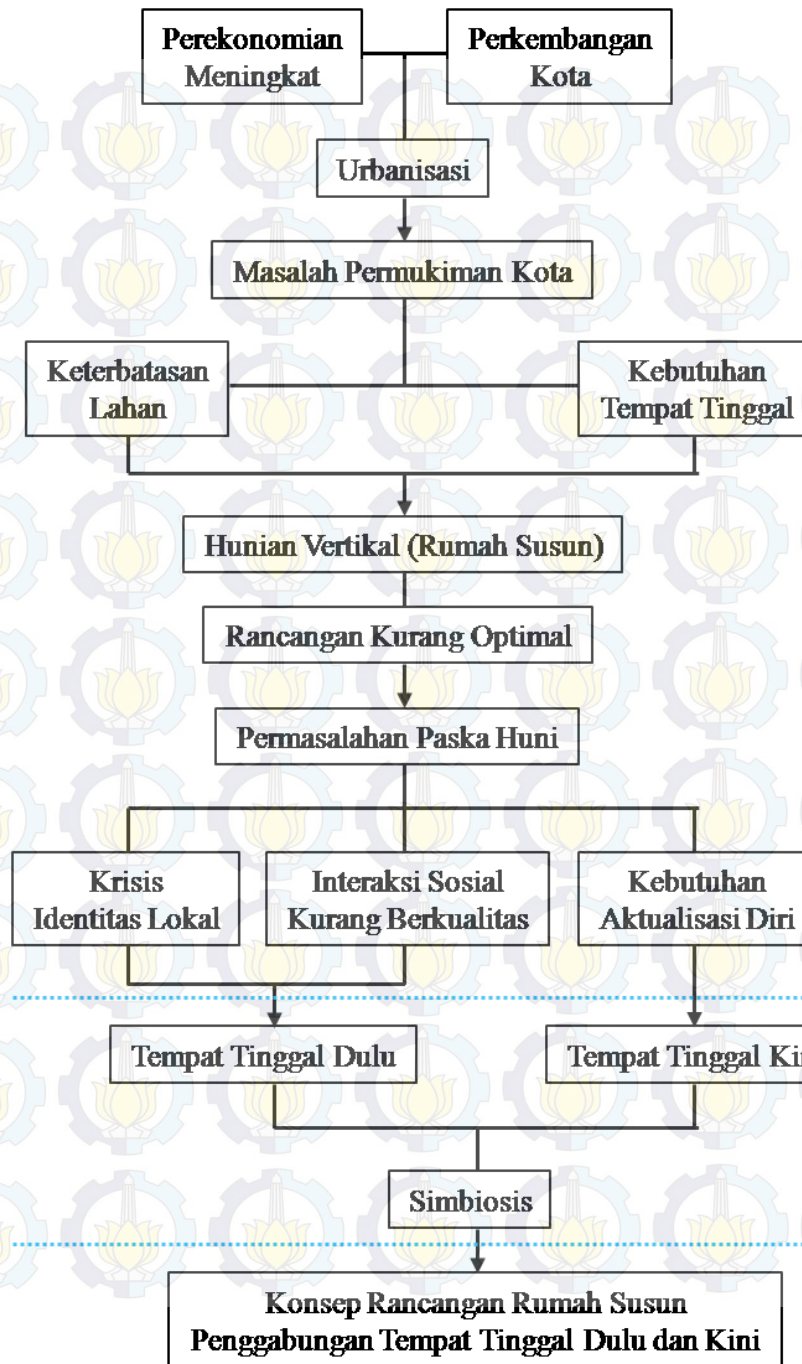 Perekonomian
Meningkat
Perkembangan
Kota
Urbanisasi
Masalah Permukiman Kota
Keterbatasan
Lahan
Kebutuhan
Tempat Tinggal
Hunian Vertikal (Rumah Susun)
Rancangan Kurang Optimal
Permasalahan Paska Huni
Krisis
Identitas Lokal
Interaksi Sosial
Kurang Berkualitas
Kebutuhan
Aktualisasi Diri
Tempat Tinggal Dulu
Tempat Tinggal
Simbiosis
Konsep Rancangan Rumah Susun
Penggabungan Tempat Tinggal Dulu dan Kini